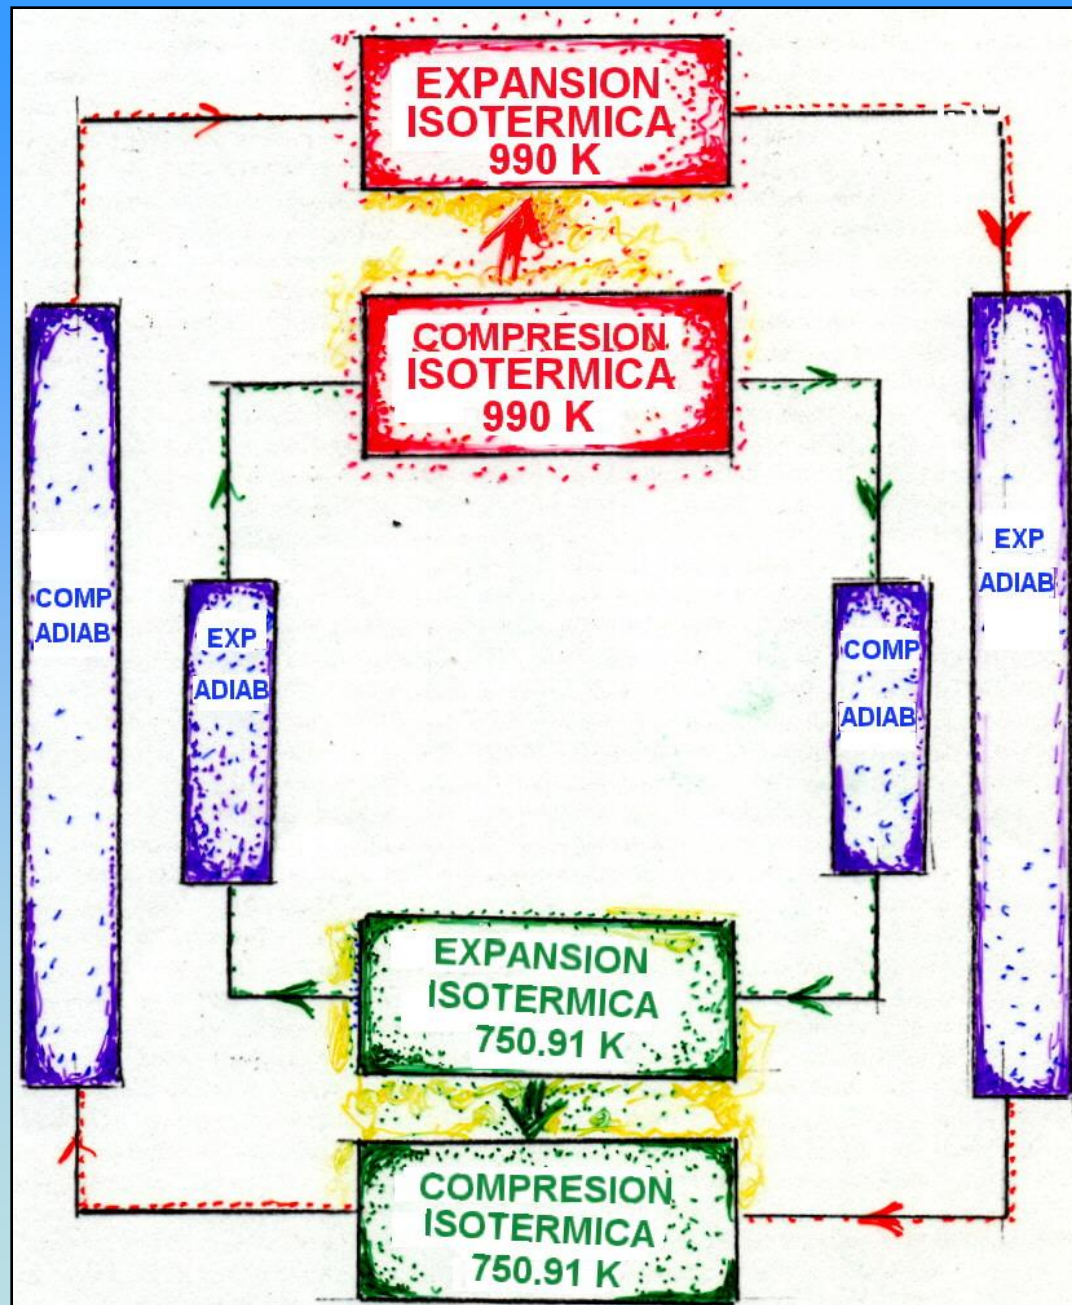 EXPANSION
ISOTERMICA
990 K
COMPRESION
ISOTERMICA
990 K
COMP
ADIAB
EXP
ADIAB
COMP
ADIAB
EXP
ADIAB
EXPANSION
ISOTERMICA
750.91 K
COMPRESION
ISOTERMICA
750.91 K